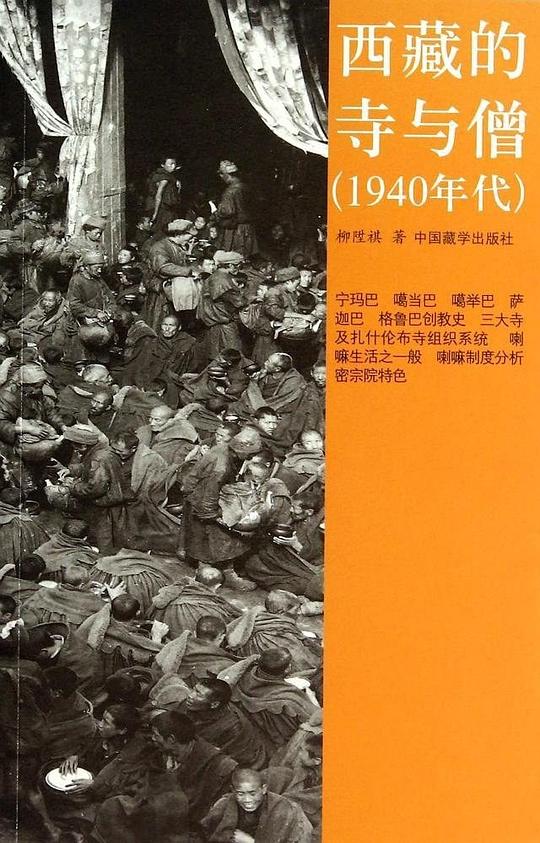 西藏的
寺与僧
（1940年代）
柳陞祺 著 中国藏学出版社
宁玛巴 噶当巴 噶举巴 萨
迦巴 格鲁巴创教史 三大寺
及扎什伦布寺组织系统 喇
嘛生活之一般 喇嘛制度分析
密宗院特色